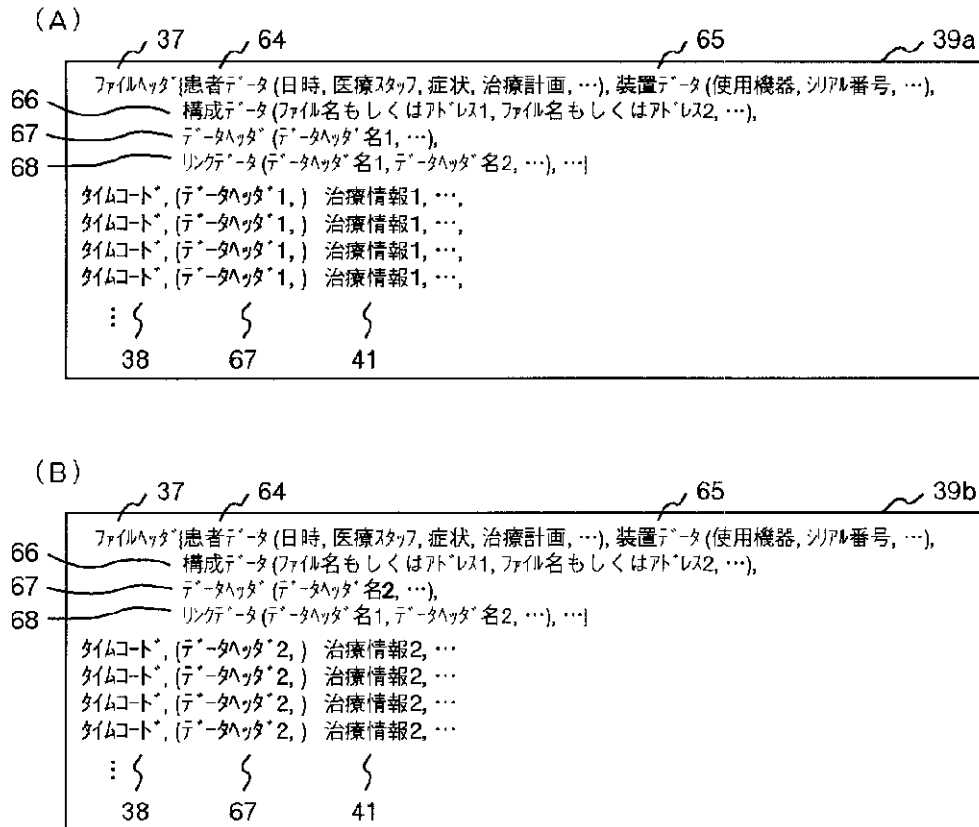 (A)
37 64 65 39a
ファイルヘッダ{患者データ(日時, 医療スタッフ, 症状, 治療計画, …), 装置データ(使用機器, シリアル番号, …),
66 構成データ(ファイル名もしくはアドレス1, ファイル名もしくはアドレス2, …),
67 データヘッダ(データヘッダ名1, …),
68 リンクデータ(データヘッダ名1, データヘッダ名2, …), …}
タイムコード, (データヘッダ1,) 治療情報1, …,
タイムコード, (データヘッダ1,) 治療情報1, …,
タイムコード, (データヘッダ1,) 治療情報1, …,
タイムコード, (データヘッダ1,) 治療情報1, …,
⋮
38 67 41
(B)
37 64 65 39b
ファイルヘッダ{患者データ(日時, 医療スタッフ, 症状, 治療計画, …), 装置データ(使用機器, シリアル番号, …),
66 構成データ(ファイル名もしくはアドレス1, ファイル名もしくはアドレス2, …),
67 データヘッダ(データヘッダ名2, …),
68 リンクデータ(データヘッダ名1, データヘッダ名2, …), …}
タイムコード, (データヘッダ2,) 治療情報2, …
タイムコード, (データヘッダ2,) 治療情報2, …
タイムコード, (データヘッダ2,) 治療情報2, …
タイムコード, (データヘッダ2,) 治療情報2, …
⋮
38 67 41